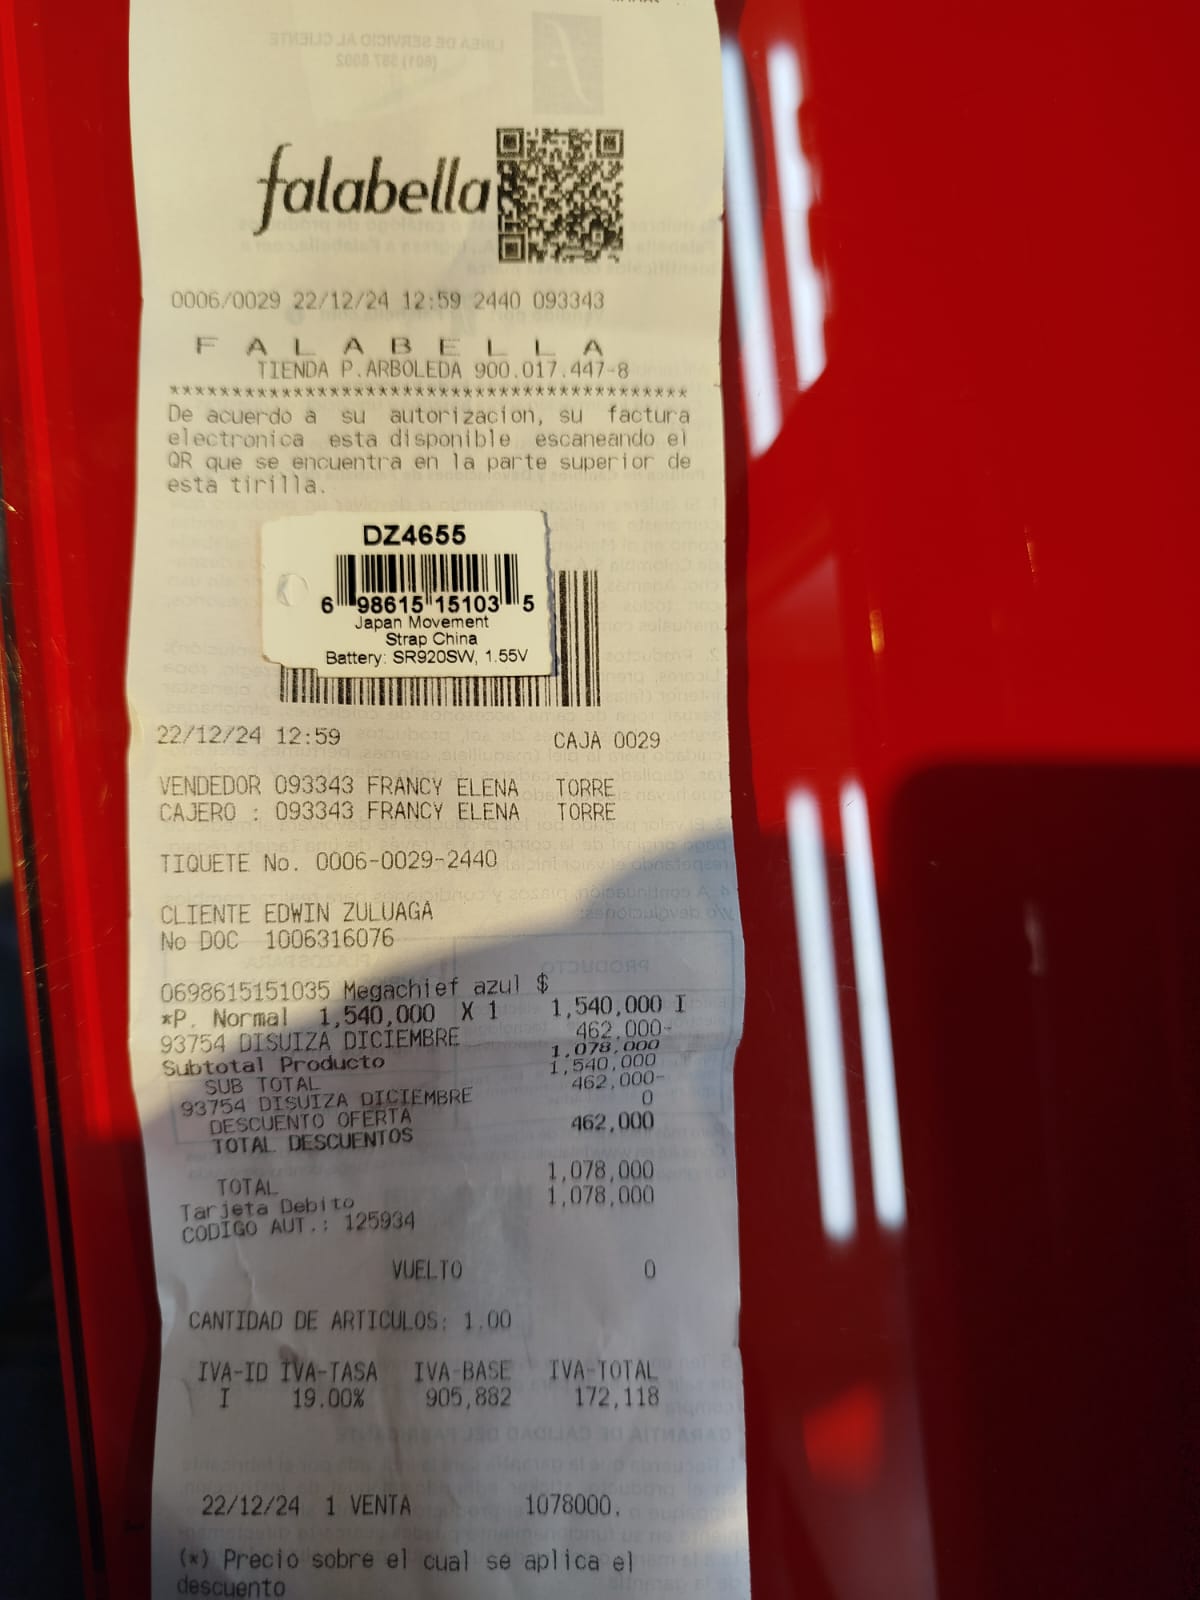 falabella
0006/0029 22/12/24 12:59 2440 093343
F A L A B E L L A
TIENDA P.ARBOLEDA 900.017.447-8
*******************************************
De acuerdo a su autorizacion, su factura
electronica esta disponible escaneando el
QR que se encuentra en la parte superior de
esta tirilla.
DZ4655
6 98615 15103 5
Japan Movement
Strap China
Battery: SR920SW, 1.55V
22/12/24 12:59 CAJA 0029
VENDEDOR 093343 FRANCY ELENA TORRE
CAJERO : 093343 FRANCY ELENA TORRE
TIQUETE No. 0006-0029-2440
CLIENTE EDWIN ZULUAGA
No DOC 1006316076
0698615151035 Megachief azul $
*P. Normal 1,540,000 X 1 1,540,000 I
93754 DISUIZA DICIEMBRE 462,000-
Subtotal Producto 1,078,000
SUB TOTAL 1,540,000
93754 DISUIZA DICIEMBRE 462,000-
DESCUENTO OFERTA 0
TOTAL DESCUENTOS 462,000
TOTAL 1,078,000
Tarjeta Debito 1,078,000
CODIGO AUT.: 125934
VUELTO 0
CANTIDAD DE ARTICULOS: 1.00
IVA-ID IVA-TASA IVA-BASE IVA-TOTAL
I 19.00% 905,882 172,118
22/12/24 1 VENTA 1078000.
(*) Precio sobre el cual se aplica el
descuento